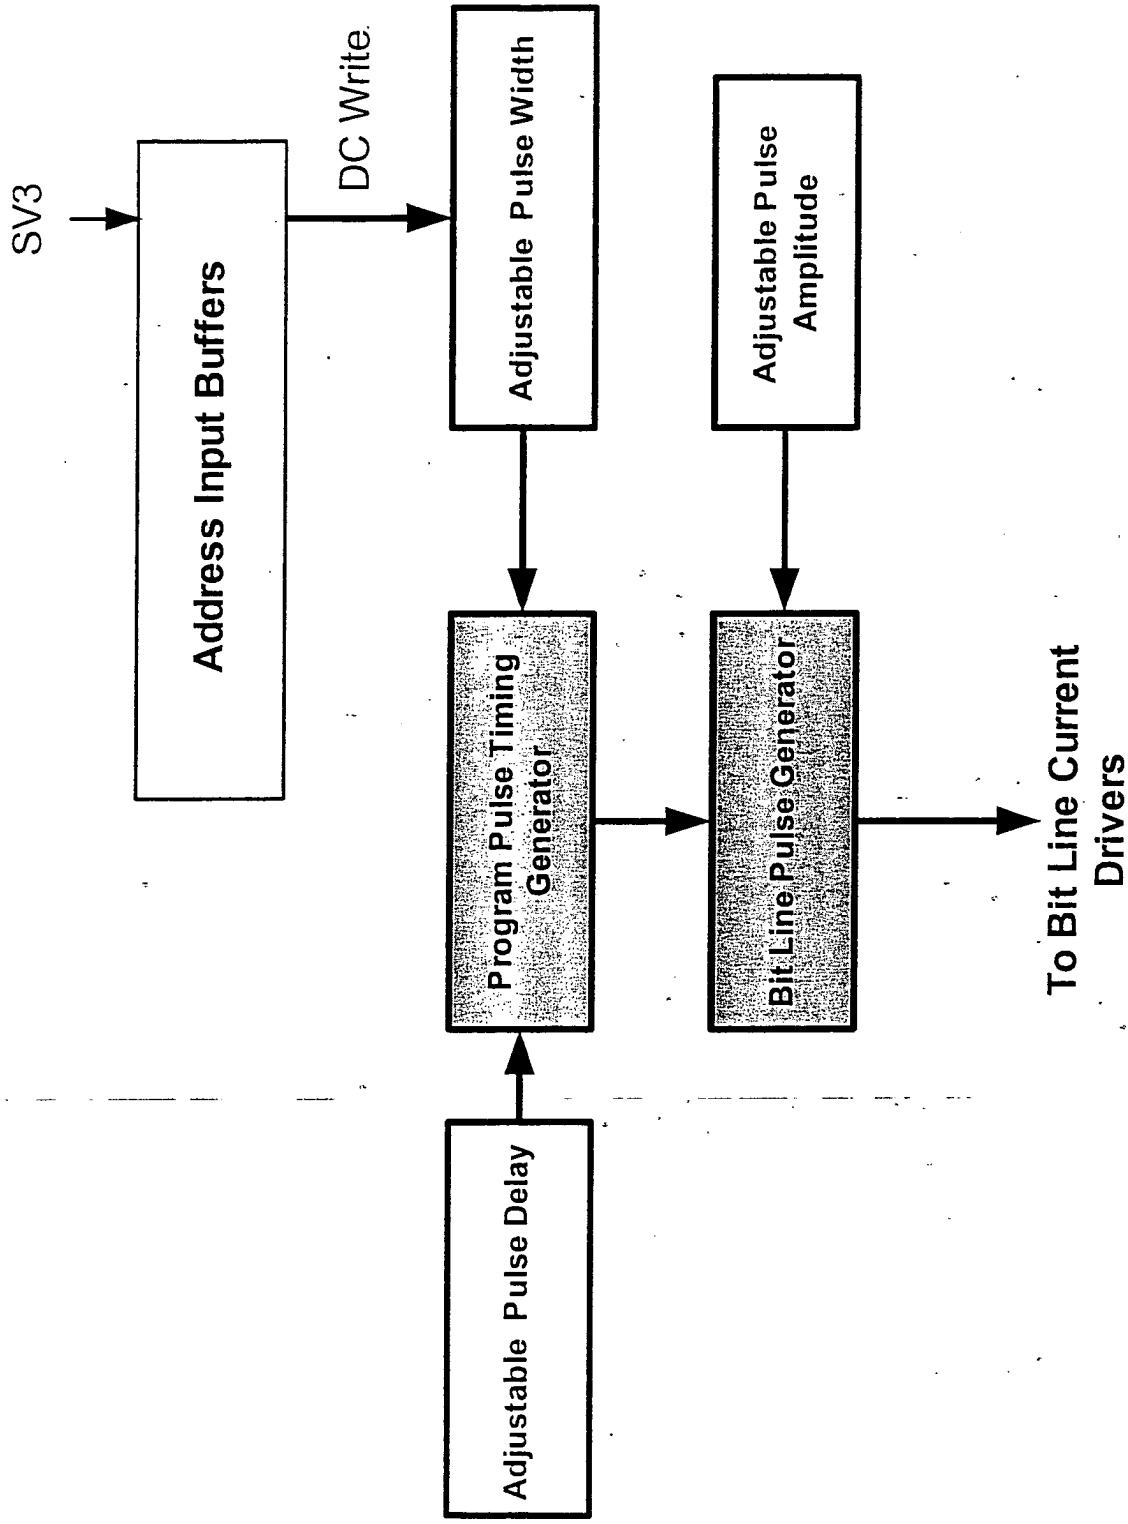 SV3
Address Input Buffers
DC Write
Adjustable Pulse Width
Program Pulse Timing
Generator
Adjustable Pulse Delay
Adjustable Pulse
Amplitude
Bit Line Pulse Generator
To Bit Line Current
Drivers